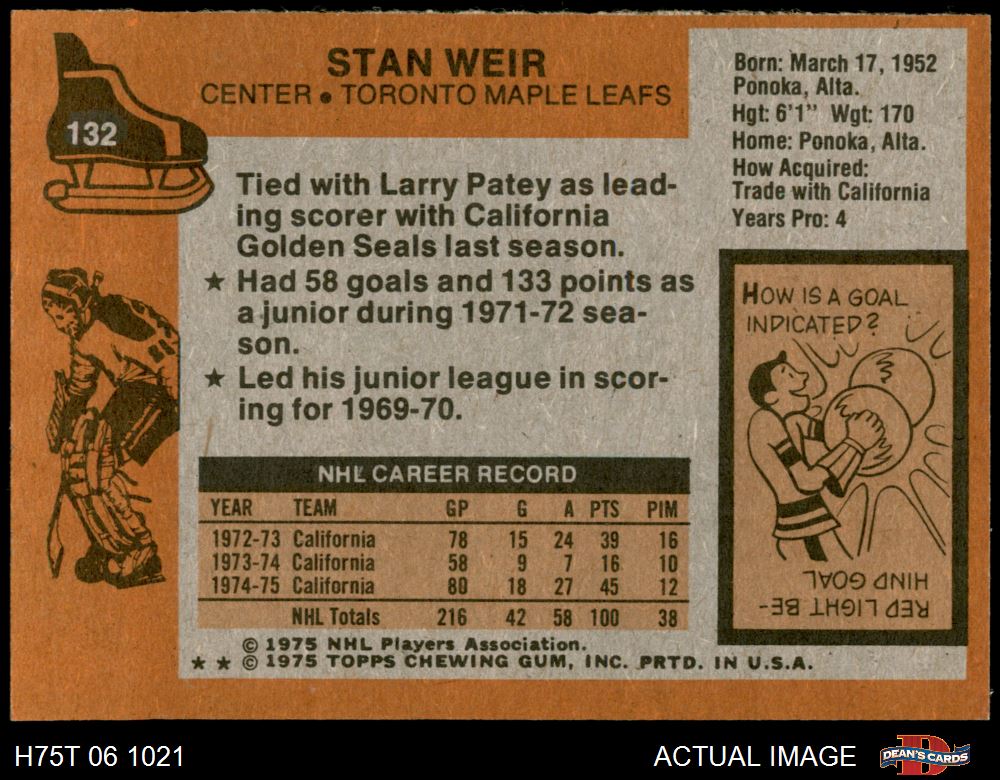 STAN WEIR
CENTER • TORONTO MAPLE LEAFS
132
Born: March 17, 1952
Ponoka, Alta.
Hgt: 6'1" Wgt: 170
Home: Ponoka, Alta.
How Acquired:
Trade with California
Years Pro: 4
Tied with Larry Patey as lead-
ing scorer with California
Golden Seals last season.
★ Had 58 goals and 133 points as
a junior during 1971-72 sea-
son.
★ Led his junior league in scor-
ing for 1969-70.
HOW IS A GOAL
INDICATED?
RED LIGHT BE-
HIND GOAL
NHL CAREER RECORD
YEAR TEAM GP G A PTS PIM
1972-73 California 78 15 24 39 16
1973-74 California 58 9 7 16 10
1974-75 California 80 18 27 45 12
NHL Totals 216 42 58 100 38
© 1975 NHL Players Association.
★ ★ © 1975 TOPPS CHEWING GUM, INC. PRTD. IN U.S.A.
H75T 06 1021
ACTUAL IMAGE
DEAN'S CARDS